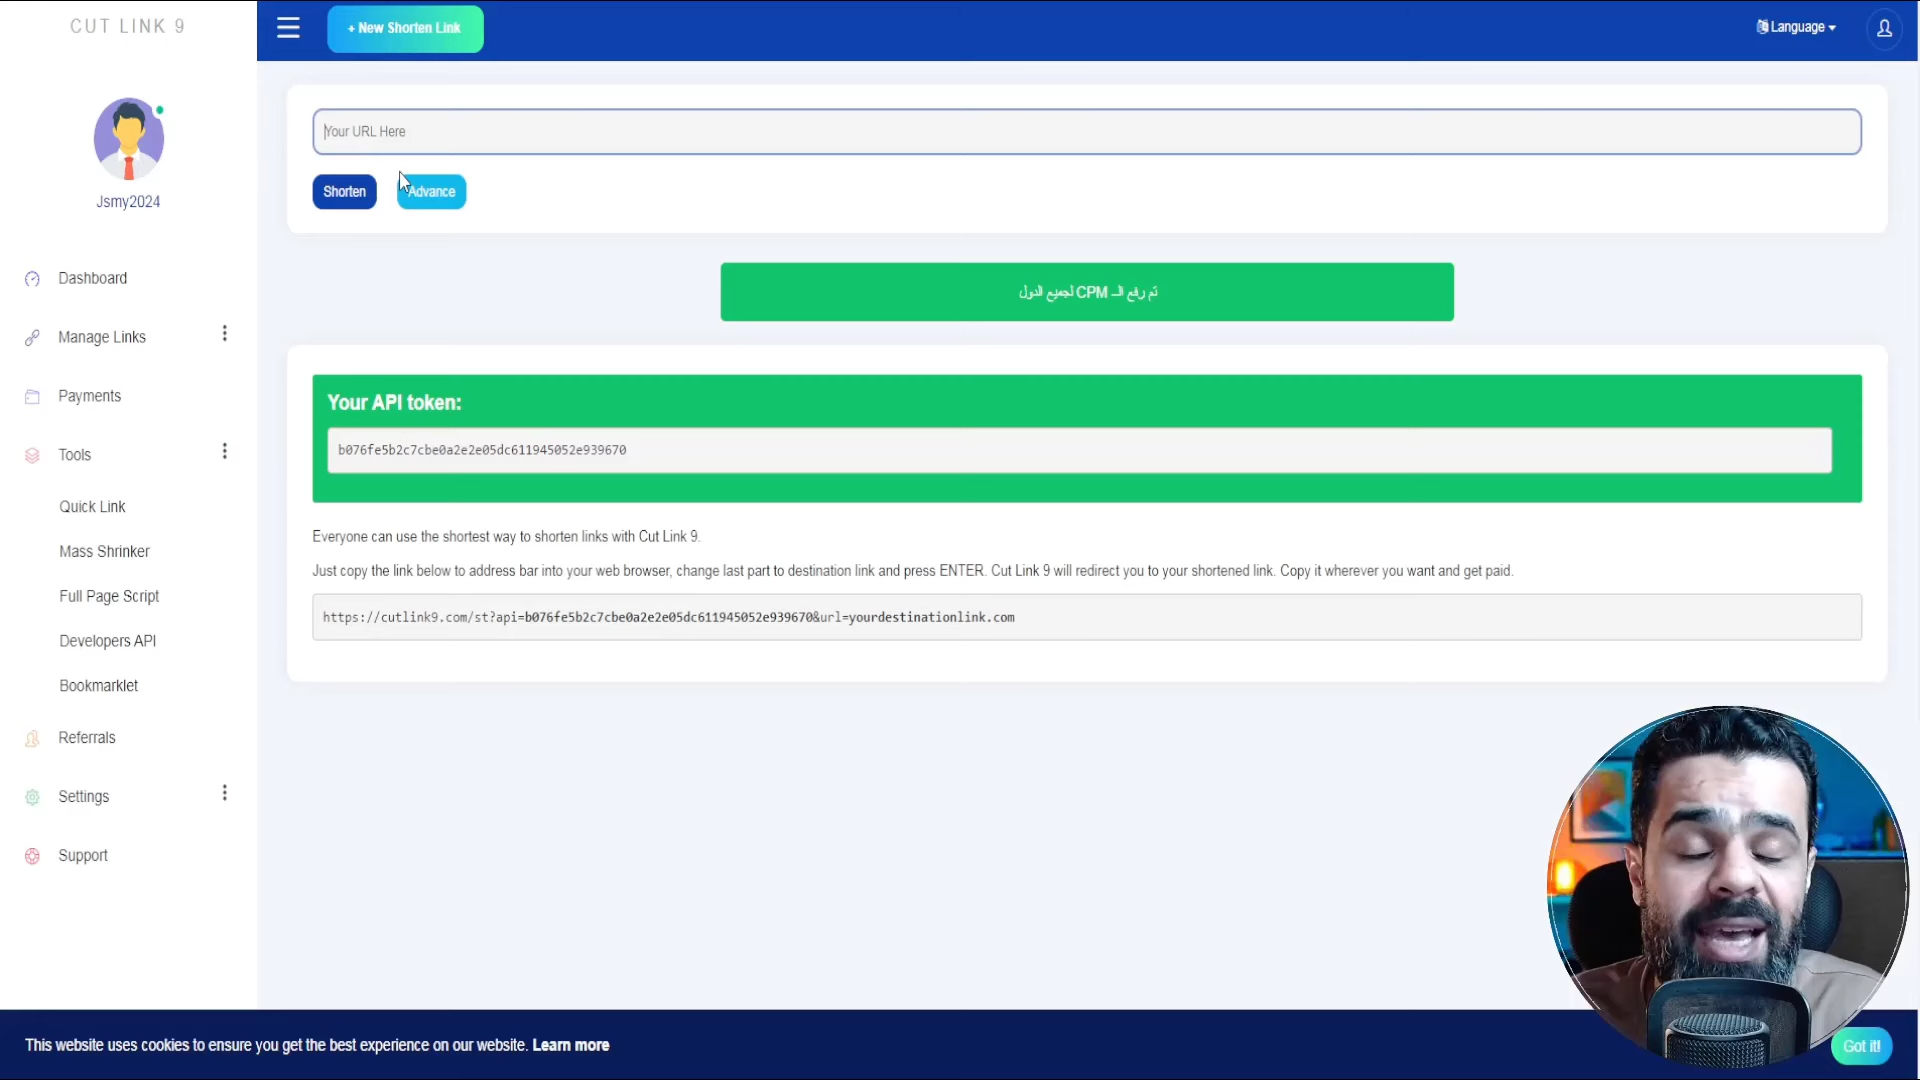 CUT LINK 9
+ New Shorten Link
Language
Jsmy2024
Dashboard
Manage Links
Payments
Tools
Quick Link
Mass Shrinker
Full Page Script
Developers API
Bookmarklet
Referrals
Settings
Support
Your URL Here
Shorten
Advance
تم رفع الــ CPM لجميع الدول
Your API token:
b076fe5b2c7cbe0a2e2e05dc611945052e939670
Everyone can use the shortest way to shorten links with Cut Link 9.
Just copy the link below to address bar into your web browser, change last part to destination link and press ENTER. Cut Link 9 will redirect you to your shortened link. Copy it wherever you want and get paid.
https://cutlink9.com/st?api=b076fe5b2c7cbe0a2e2e05dc611945052e939670&url=yourdestinationlink.com
This website uses cookies to ensure you get the best experience on our website. Learn more
Got it!